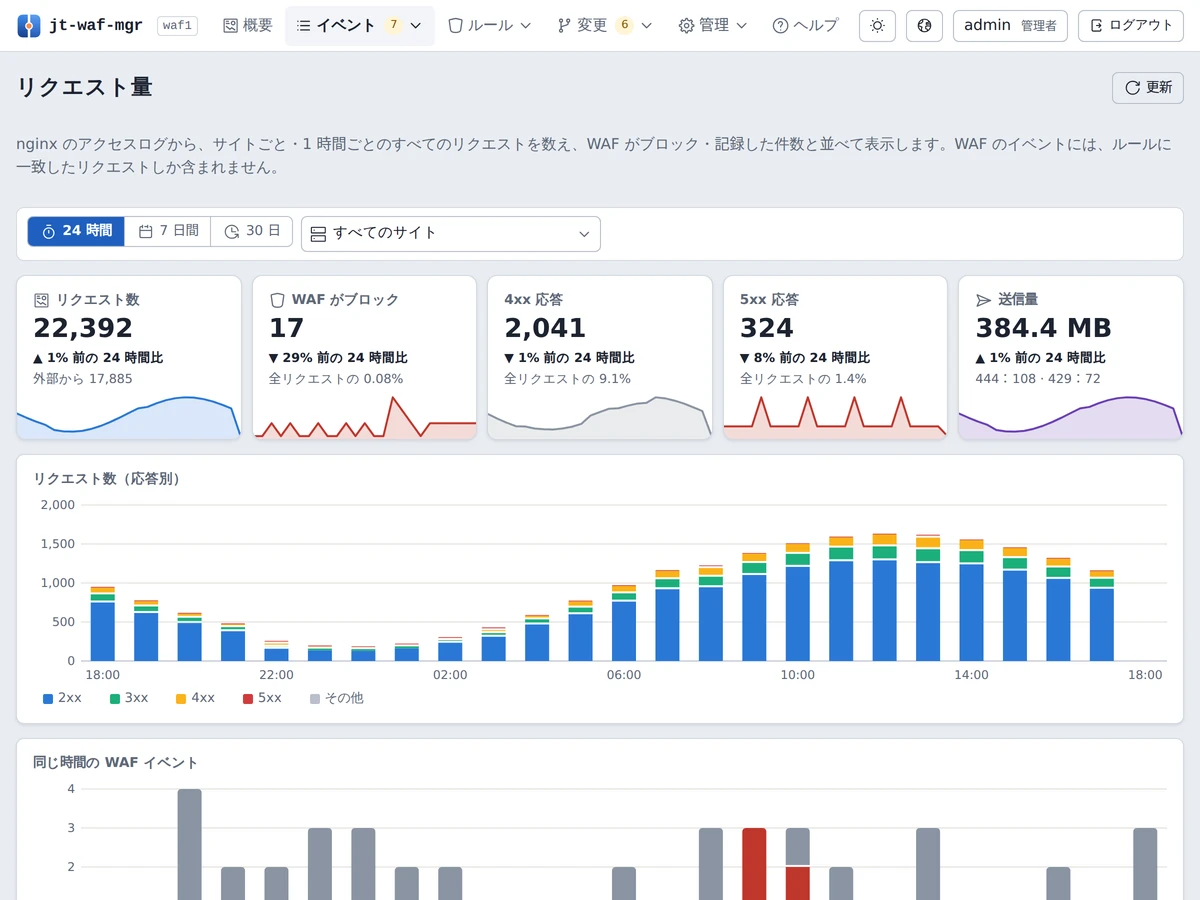 jt-waf-mgr waf1 概要 イベント 7 ルール 変更 6 管理 ヘルプ admin 管理者 ログアウト
リクエスト量
更新
nginx のアクセスログから、サイトごと・1 時間ごとのすべてのリクエストを数え、WAF がブロック・記録した件数と並べて表示します。WAF のイベントには、ルールに
一致したリクエストしか含まれません。
24 時間 7 日間 30 日 すべてのサイト
リクエスト数
22,392
▲ 1% 前の 24 時間比
外部から 17,885
WAF がブロック
17
▼ 29% 前の 24 時間比
全リクエストの 0.08%
4xx 応答
2,041
▼ 1% 前の 24 時間比
全リクエストの 9.1%
5xx 応答
324
▼ 8% 前の 24 時間比
全リクエストの 1.4%
送信量
384.4 MB
▲ 1% 前の 24 時間比
444：108 · 429：72
リクエスト数（応答別）
2,000
1,500
1,000
500
0
18:00 22:00 02:00 06:00 10:00 14:00 18:00
2xx 3xx 4xx 5xx その他
同じ時間の WAF イベント
4
3
2